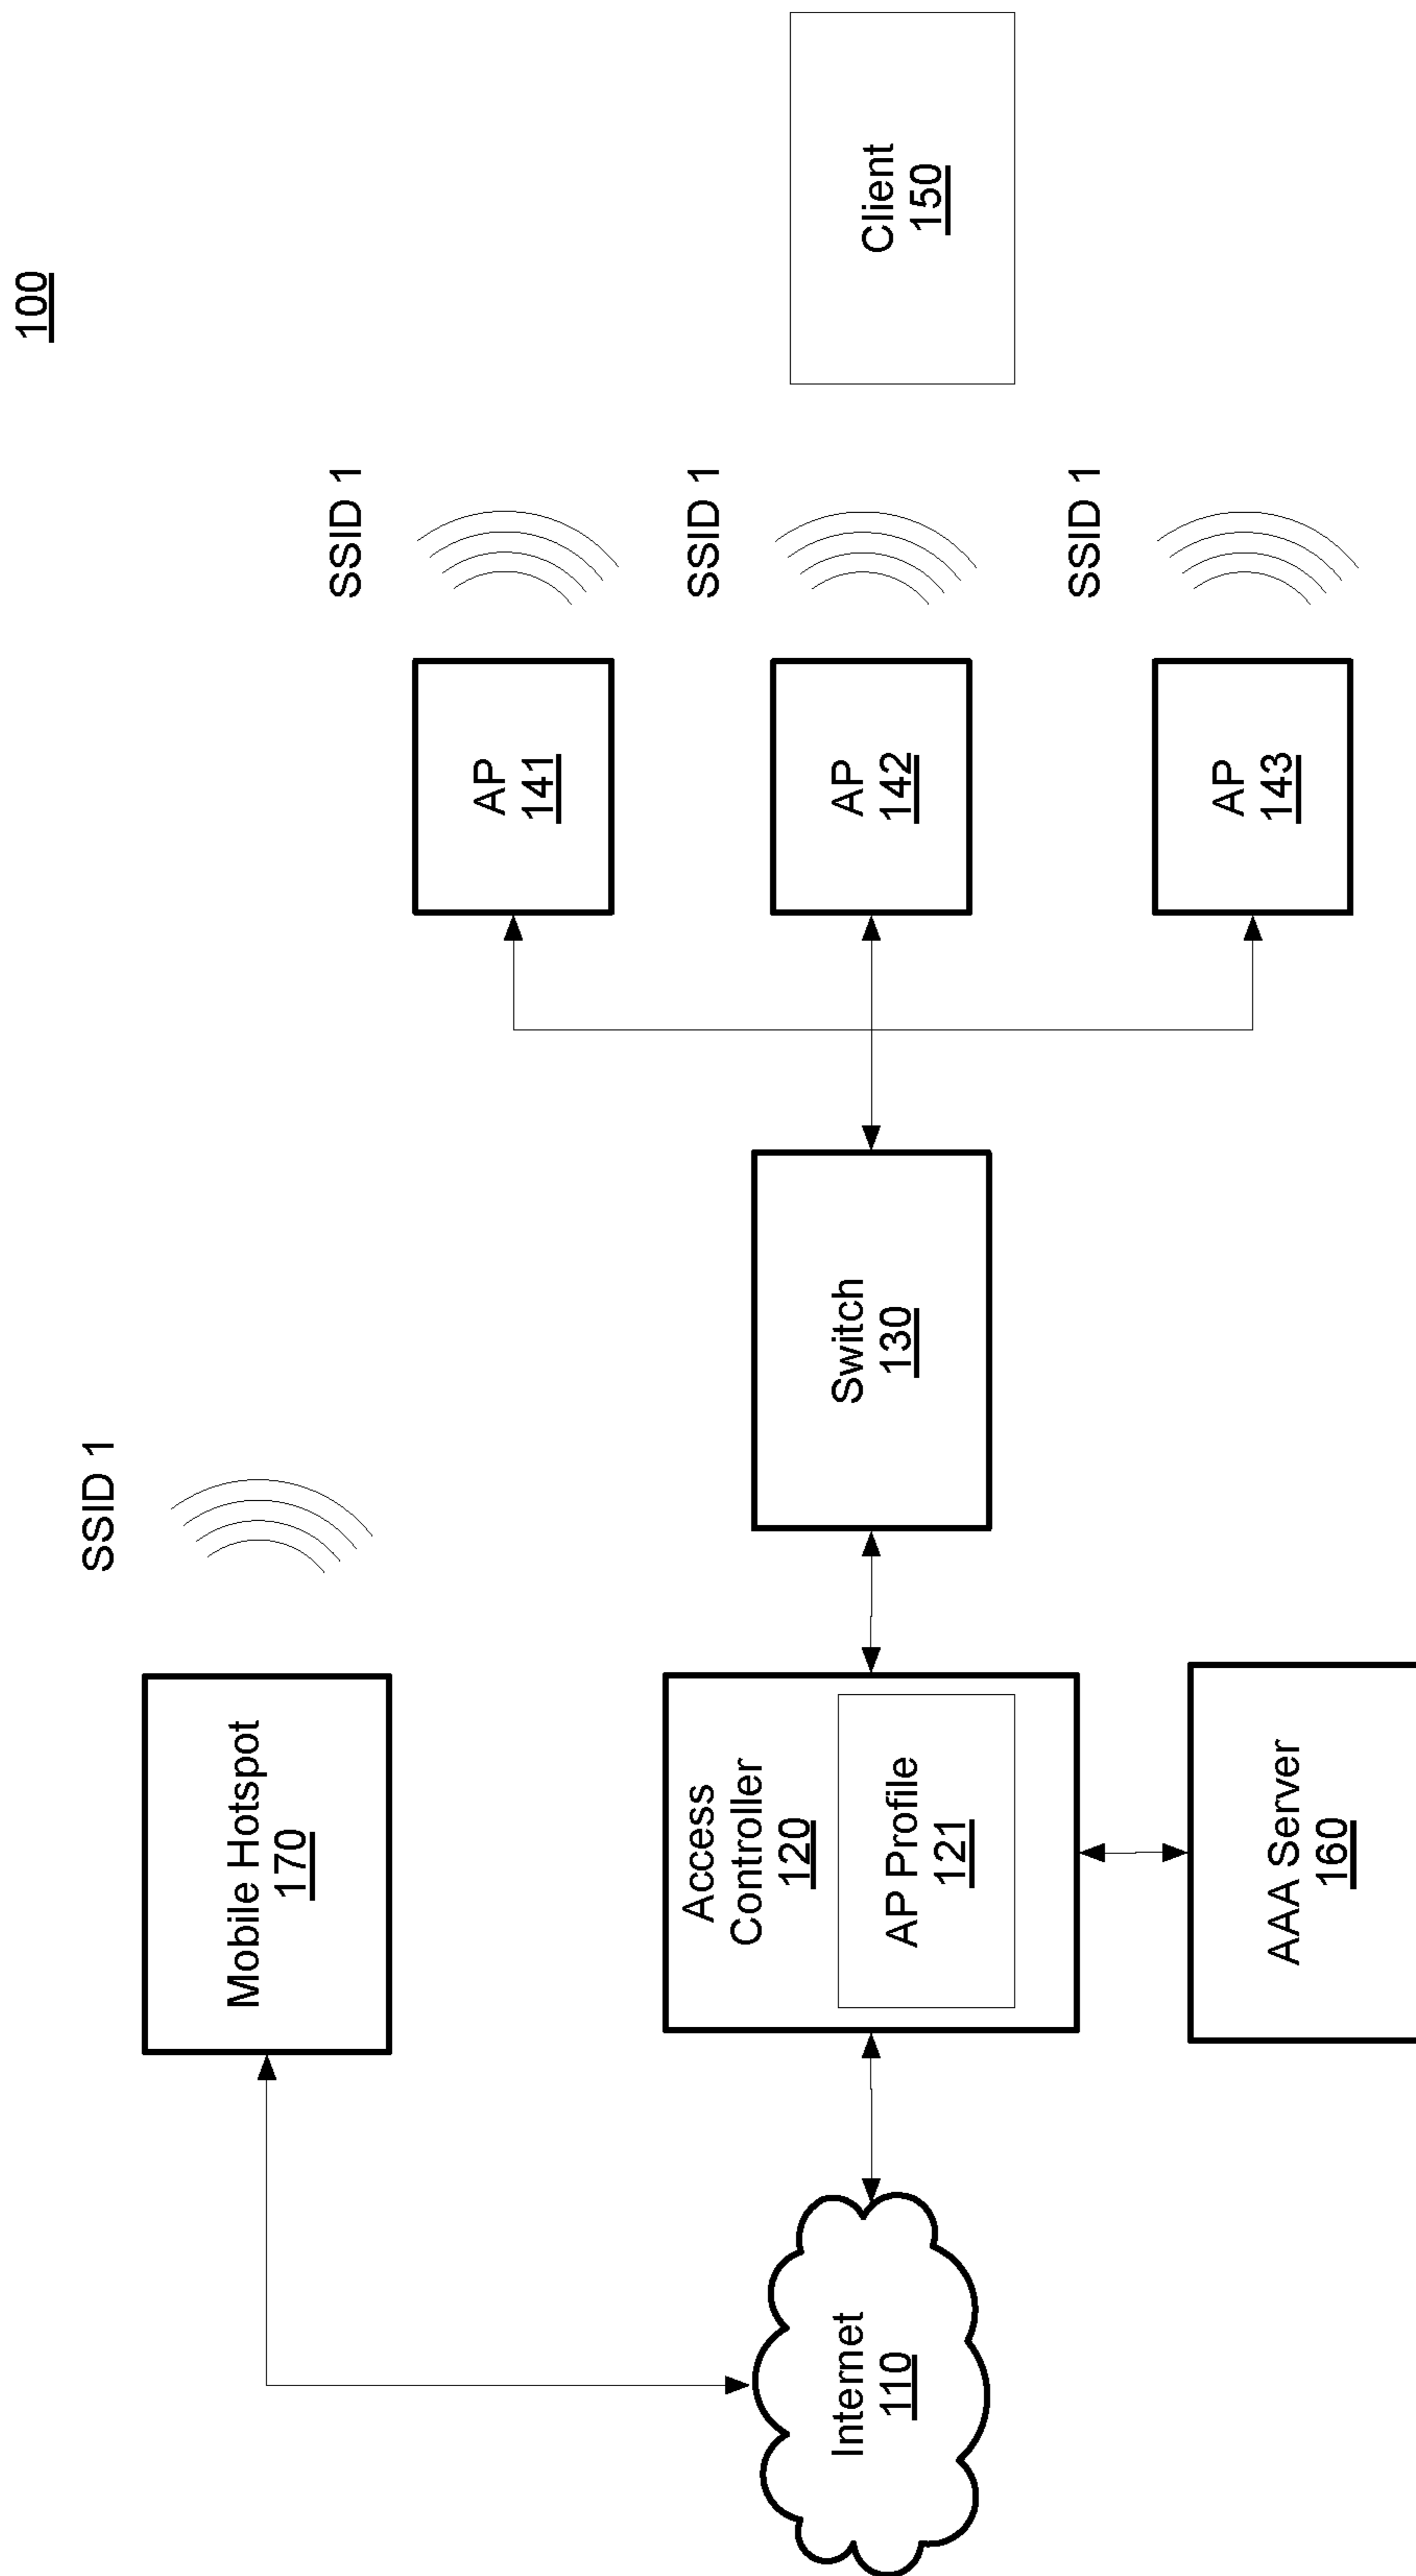 100
SSID 1
Mobile Hotspot
170
SSID 1
AP
141
Internet
110
Access
Controller
120
AP Profile
121
Switch
130
SSID 1
AP
142
Client
150
AAA Server
160
SSID 1
AP
143